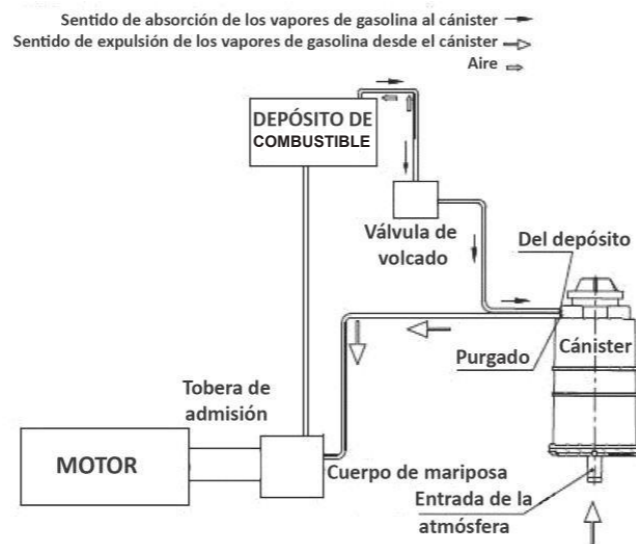 Sentido de absorción de los vapores de gasolina al cánister
Sentido de expulsión de los vapores de gasolina desde el cánister
Aire
DEPÓSITO DE
COMBUSTIBLE
Válvula de
volcado
Del depósito
Purgado
Cánister
Tobera de
admisión
MOTOR
Cuerpo de mariposa
Entrada de la
atmósfera